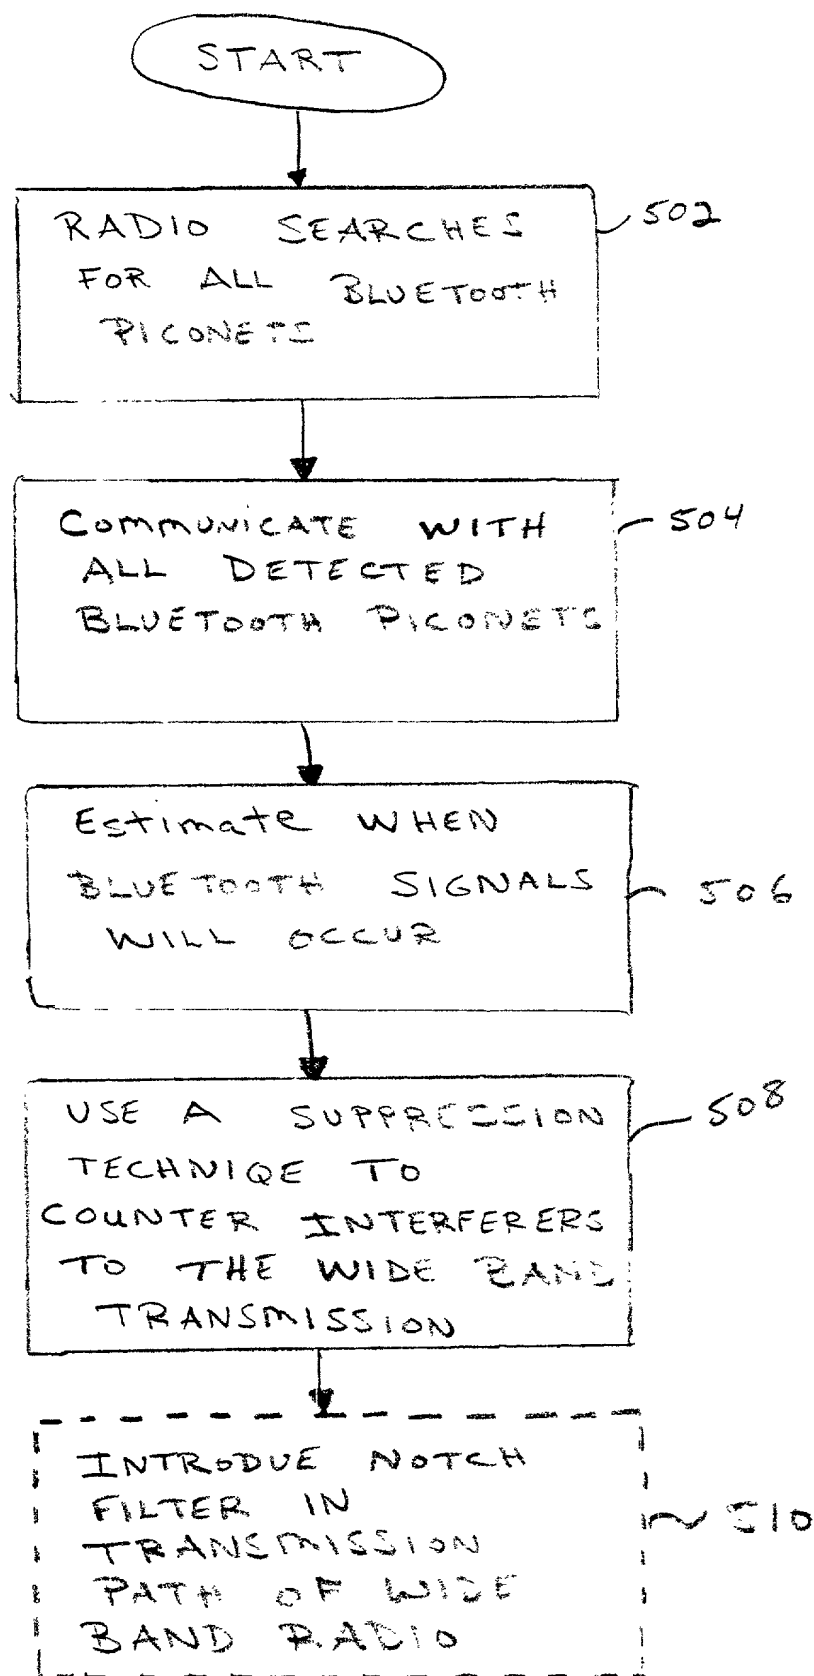 START
RADIO SEARCHES
FOR ALL BLUETOOTH
PICONETS
502
COMMUNICATE WITH
ALL DETECTED
BLUETOOTH PICONETS
504
Estimate WHEN
BLUETOOTH SIGNALS
WILL OCCUR
506
USE A SUPPRESSION
TECHNIQE TO
COUNTER INTERFERERS
TO THE WIDE BAND
TRANSMISSION
508
INTRODUE NOTCH
FILTER IN
TRANSMISSION
PATH OF WIDE
BAND RADIO
510